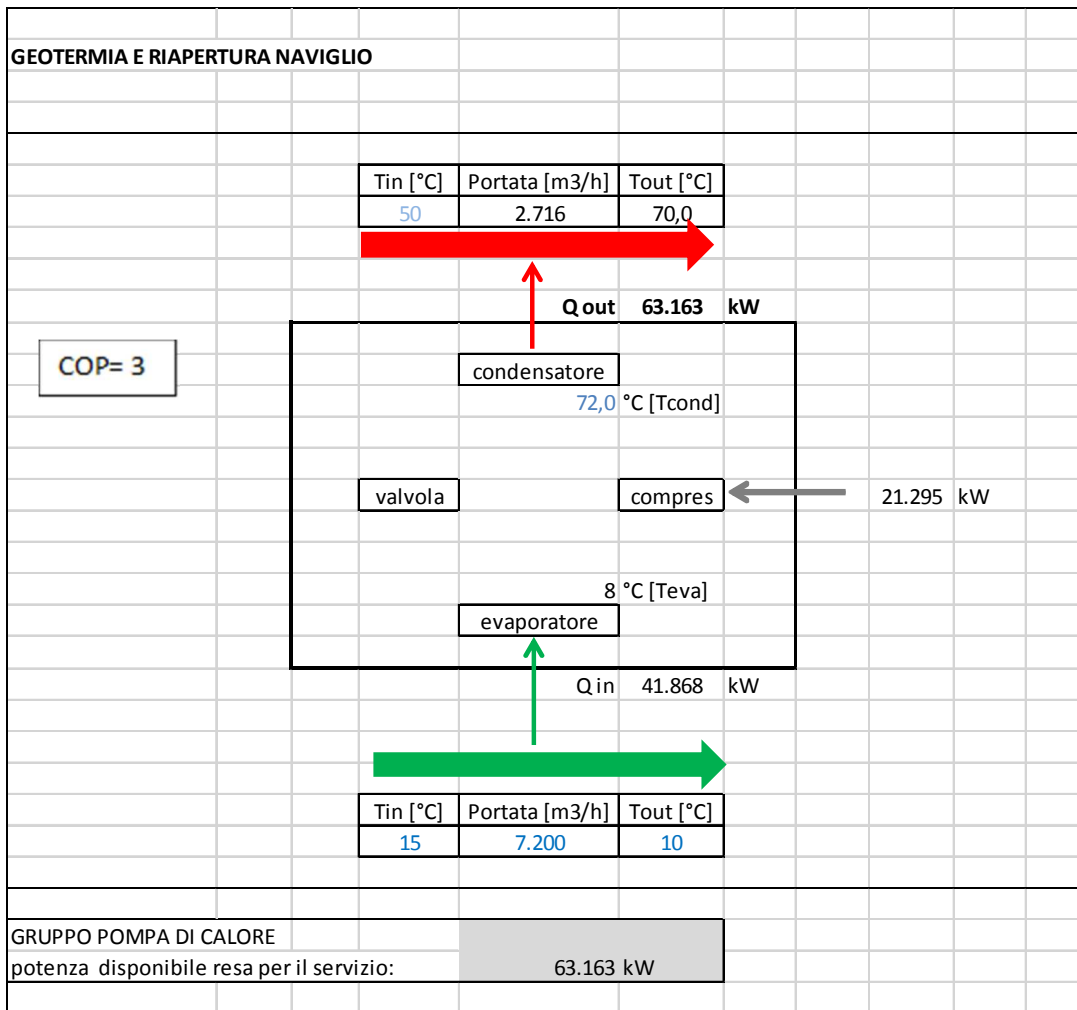 GEOTERMIA E RIAPERTURA NAVIGLIO
Tin [°C] Portata [m3/h] Tout [°C]
50 2.716 70,0
Q out 63.163 kW
COP= 3
condensatore
72,0 °C [Tcond]
valvola compres 21.295 kW
8 °C [Teva]
evaporatore
Q in 41.868 kW
Tin [°C] Portata [m3/h] Tout [°C]
15 7.200 10
GRUPPO POMPA DI CALORE
potenza disponibile resa per il servizio: 63.163 kW